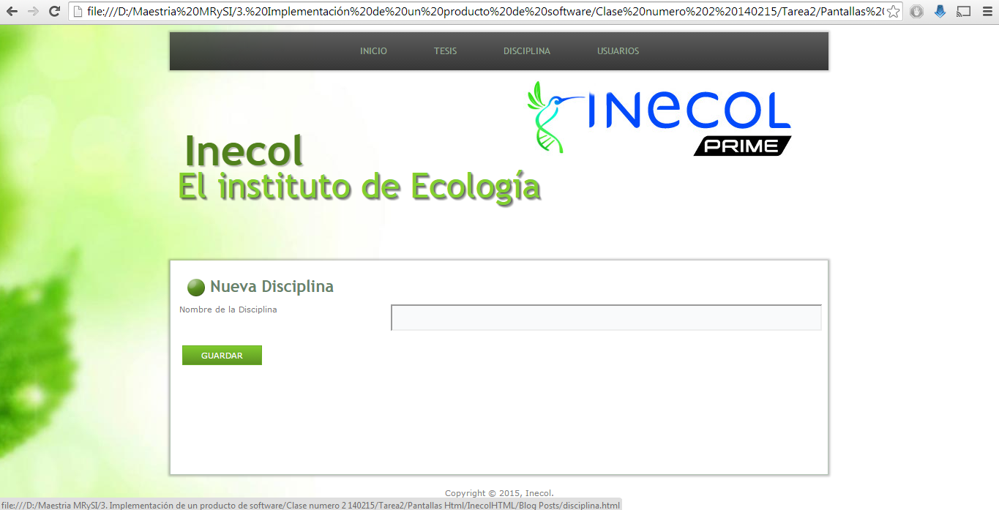 file:///D:/Maestria%20MRySI/3.%20Implementación%20de%20un%20producto%20de%20software/Clase%20numero%202%20140215/Tarea2/Pantallas%20
INICIO TESIS DISCIPLINA USUARIOS
INECOL
PRIME
Inecol
El instituto de Ecología
Nueva Disciplina
Nombre de la Disciplina
GUARDAR
Copyright © 2015, Inecol.
file:///D:/Maestria MRySI/3. Implementación de un producto de software/Clase numero 2 140215/Tarea2/Pantallas Html/InecolHTML/Blog Posts/disciplina.html